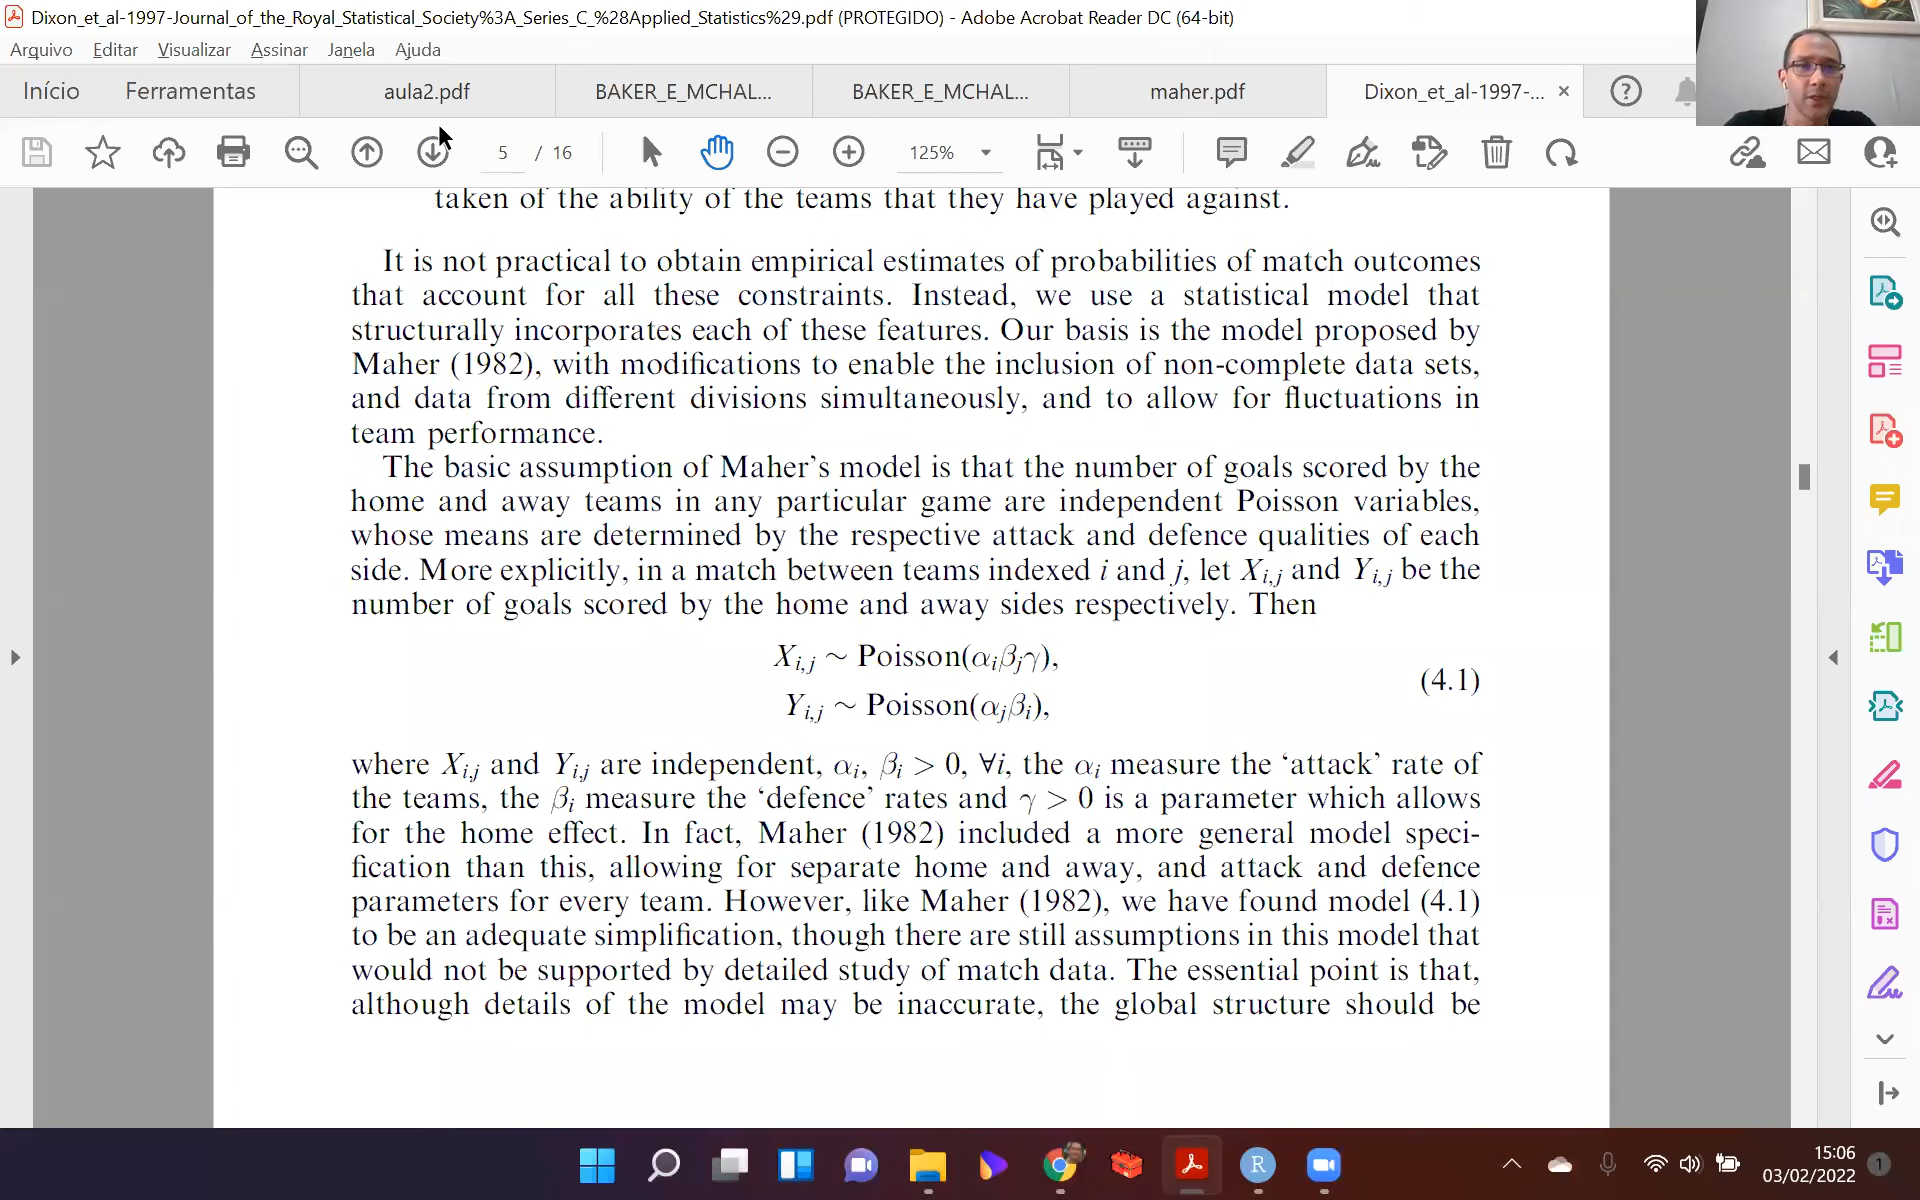 Dixon_et_al-1997-Journal_of_the_Royal_Statistical_Society%3A_Series_C_%28Applied_Statistics%29.pdf (PROTEGIDO) - Adobe Acrobat Reader DC (64-bit)
Arquivo Editar Visualizar Assinar Janela Ajuda
Início Ferramentas aula2.pdf BAKER_E_MCHAL... BAKER_E_MCHAL... maher.pdf Dixon_et_al-1997-... ×
5 / 16 125%
taken of the ability of the teams that they have played against.
It is not practical to obtain empirical estimates of probabilities of match outcomes
that account for all these constraints. Instead, we use a statistical model that
structurally incorporates each of these features. Our basis is the model proposed by
Maher (1982), with modifications to enable the inclusion of non-complete data sets,
and data from different divisions simultaneously, and to allow for fluctuations in
team performance.
The basic assumption of Maher's model is that the number of goals scored by the
home and away teams in any particular game are independent Poisson variables,
whose means are determined by the respective attack and defence qualities of each
side. More explicitly, in a match between teams indexed i and j, let X_{i,j} and Y_{i,j} be the
number of goals scored by the home and away sides respectively. Then
X_{i,j} ~ Poisson(α_iβ_jγ),
(4.1)
Y_{i,j} ~ Poisson(α_jβ_i),
where X_{i,j} and Y_{i,j} are independent, α_i, β_i > 0, ∀i, the α_i measure the 'attack' rate of
the teams, the β_i measure the 'defence' rates and γ > 0 is a parameter which allows
for the home effect. In fact, Maher (1982) included a more general model speci-
fication than this, allowing for separate home and away, and attack and defence
parameters for every team. However, like Maher (1982), we have found model (4.1)
to be an adequate simplification, though there are still assumptions in this model that
would not be supported by detailed study of match data. The essential point is that,
although details of the model may be inaccurate, the global structure should be
15:06
03/02/2022
1